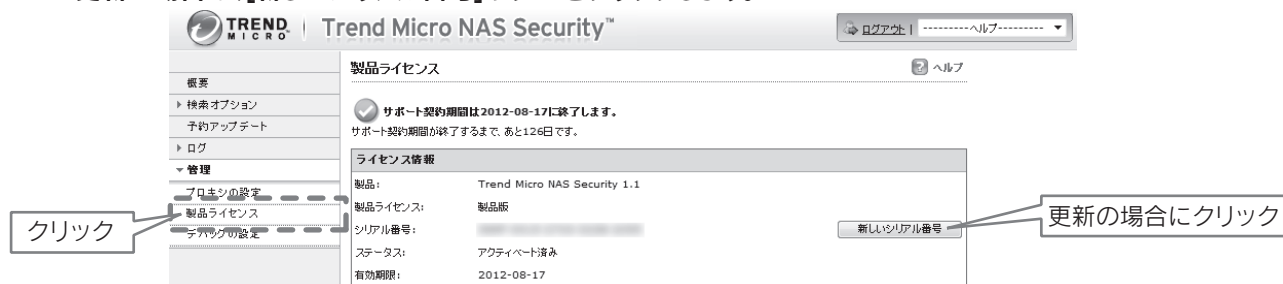 TREND MICRO Trend Micro NAS Security™ ログアウト | ---------ヘルプ---------
製品ライセンス ヘルプ
概要
検索オプション
予約アップデート
ログ
管理
プロキシの設定
製品ライセンス
デバッグの設定
クリック
サポート契約期間は2012-08-17に終了します。
サポート契約期間が終了するまで、あと126日です。
ライセンス情報
製品: Trend Micro NAS Security 1.1
製品ライセンス: 製品版
シリアル番号: 新しいシリアル番号
ステータス: アクティベート済み
有効期限: 2012-08-17
更新の場合にクリック